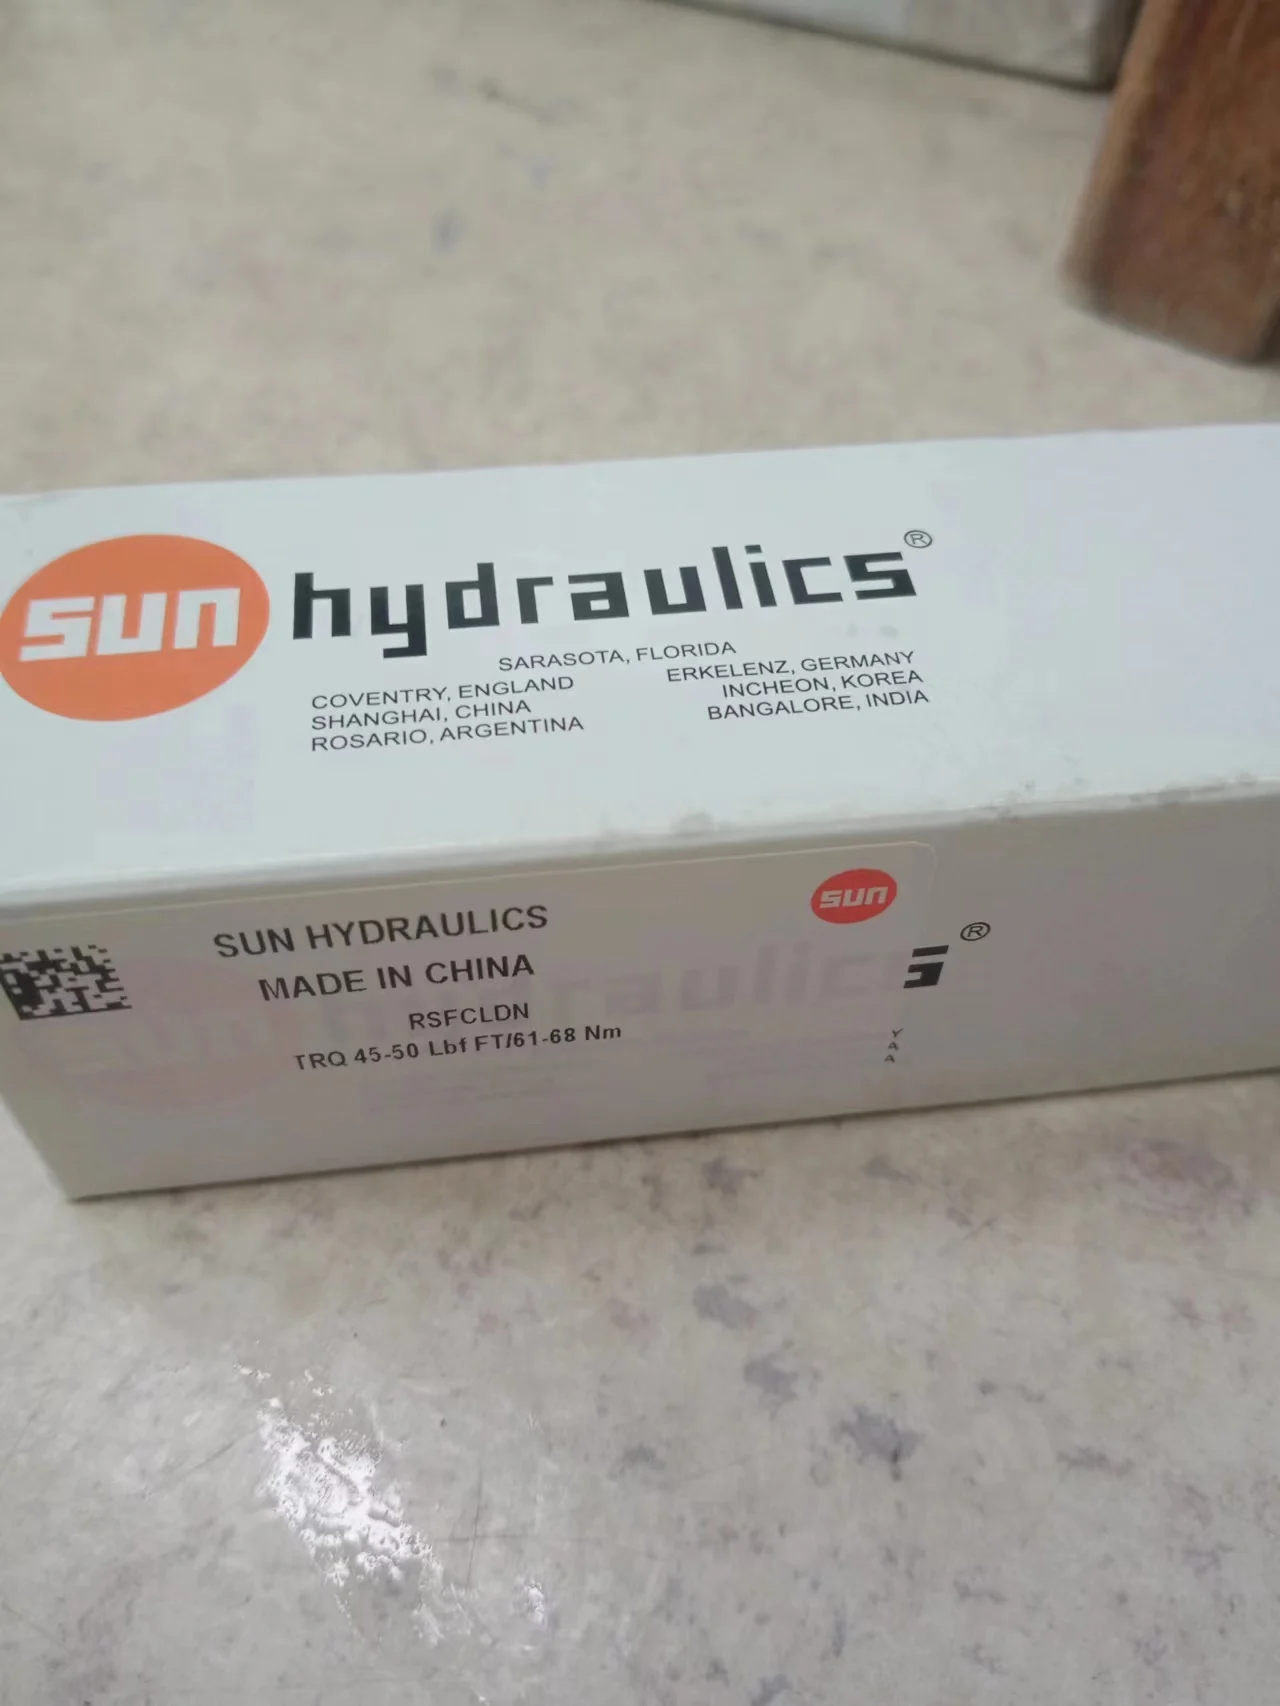 sun hydraulics®
SARASOTA, FLORIDA
COVENTRY, ENGLAND
SHANGHAI, CHINA
ROSARIO, ARGENTINA
ERKELENZ, GERMANY
INCHEON, KOREA
BANGALORE, INDIA
SUN HYDRAULICS
MADE IN CHINA
RSFCLDN
TRQ 45-50 Lbf FT/61-68 Nm
sun
s®
Y
A
A